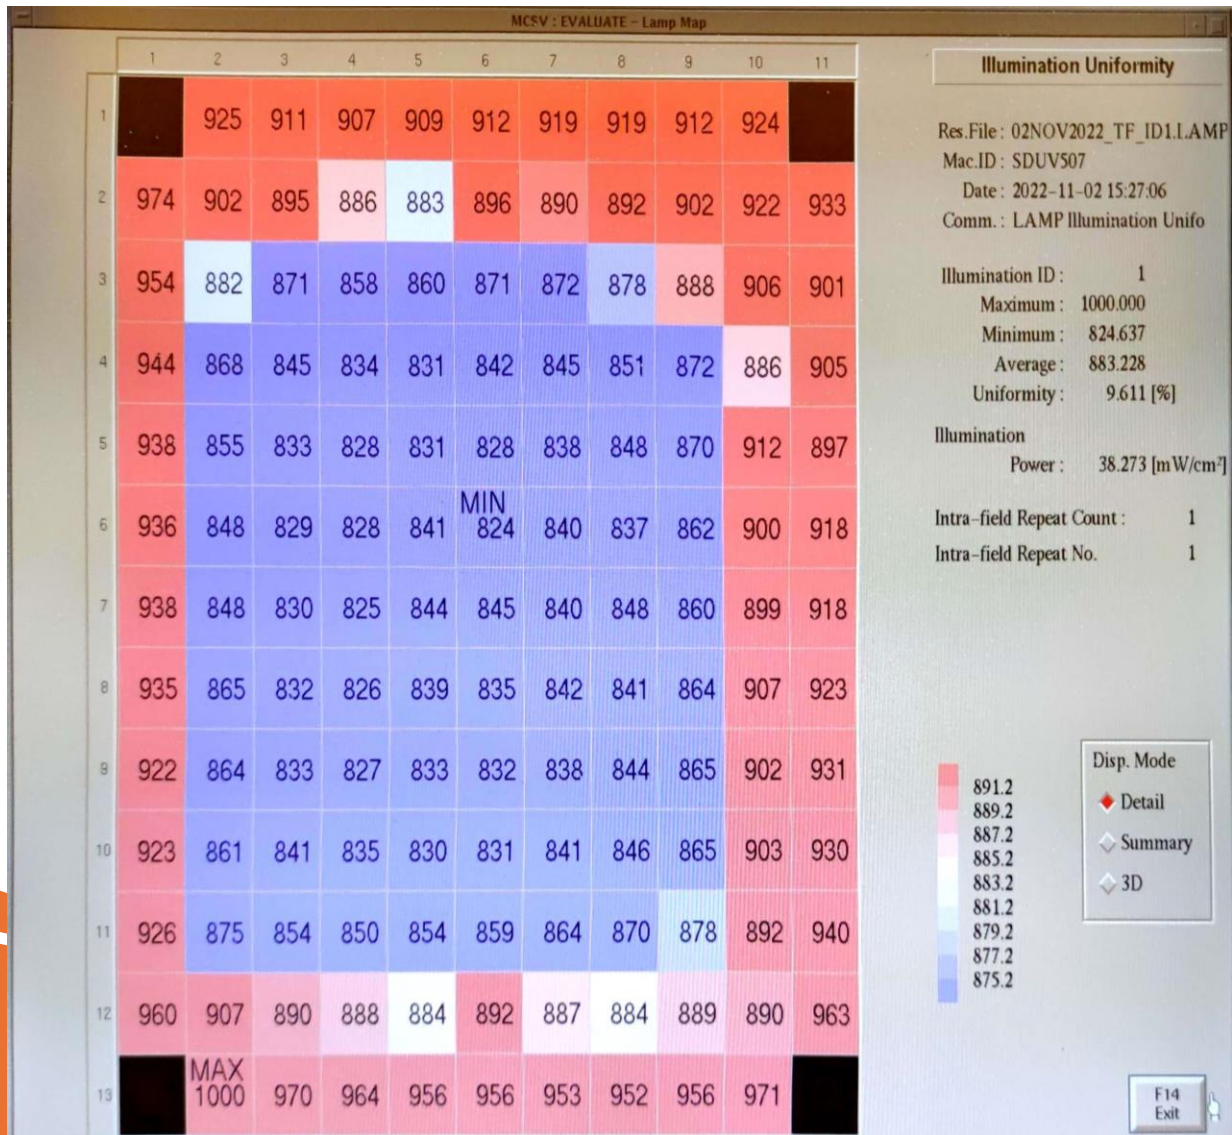 MCSV : EVALUATE - Lamp Map
1 2 3 4 5 6 7 8 9 10 11
1 925 911 907 909 912 919 919 912 924
2 974 902 895 886 883 896 890 892 902 922 933
3 954 882 871 858 860 871 872 878 888 906 901
4 944 868 845 834 831 842 845 851 872 886 905
5 938 855 833 828 831 828 838 848 870 912 897
MIN
6 936 848 829 828 841 824 840 837 862 900 918
7 938 848 830 825 844 845 840 848 860 899 918
8 935 865 832 826 839 835 842 841 864 907 923
9 922 864 833 827 833 832 838 844 865 902 931
10 923 861 841 835 830 831 841 846 865 903 930
11 926 875 854 850 854 859 864 870 878 892 940
12 960 907 890 888 884 892 887 884 889 890 963
MAX
13 1000 970 964 956 956 953 952 956 971
Illumination Uniformity
Res.File : 02NOV2022_TF_ID1.LAMP
Mac.ID : SDUV507
Date : 2022-11-02 15:27:06
Comm. : LAMP Illumination Unifo
Illumination ID : 1
Maximum : 1000.000
Minimum : 824.637
Average : 883.228
Uniformity : 9.611 [%]
Illumination
Power : 38.273 [mW/cm²]
Intra-field Repeat Count : 1
Intra-field Repeat No. 1
891.2
889.2
887.2
885.2
883.2
881.2
879.2
877.2
875.2
Disp. Mode
Detail
Summary
3D
F14
Exit